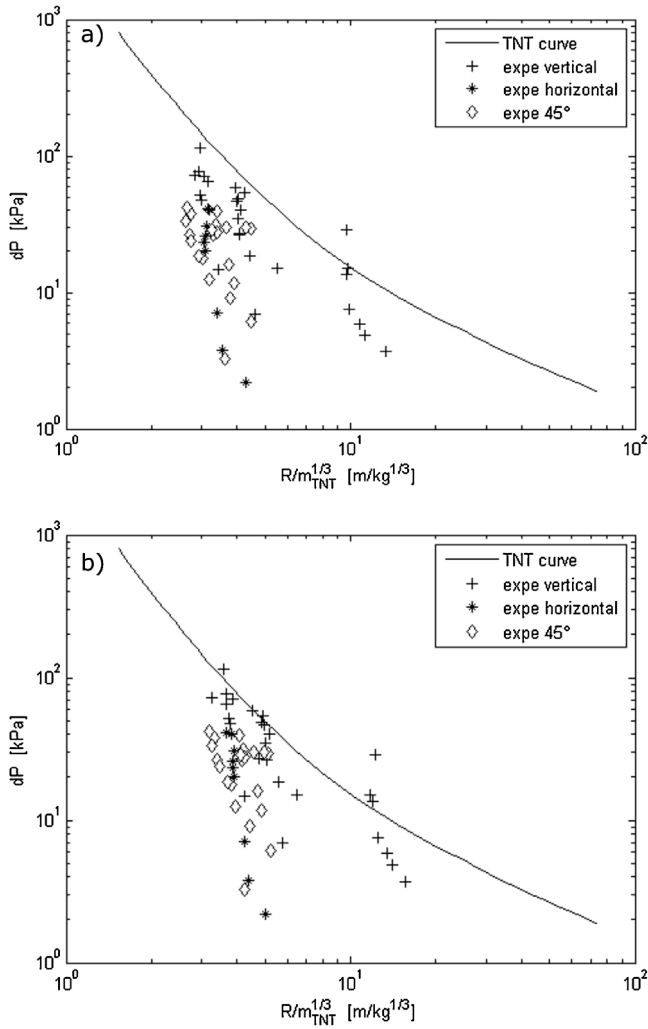 a)
10^3
10^2
10^1
10^0
dP [kPa]
TNT curve
expe vertical
expe horizontal
expe 45°
10^0 10^1 10^2
R/m_TNT^1/3 [m/kg^1/3]
b)
10^3
10^2
10^1
10^0
dP [kPa]
TNT curve
expe vertical
expe horizontal
expe 45°
10^0 10^1 10^2
R/m_TNT^1/3 [m/kg^1/3]